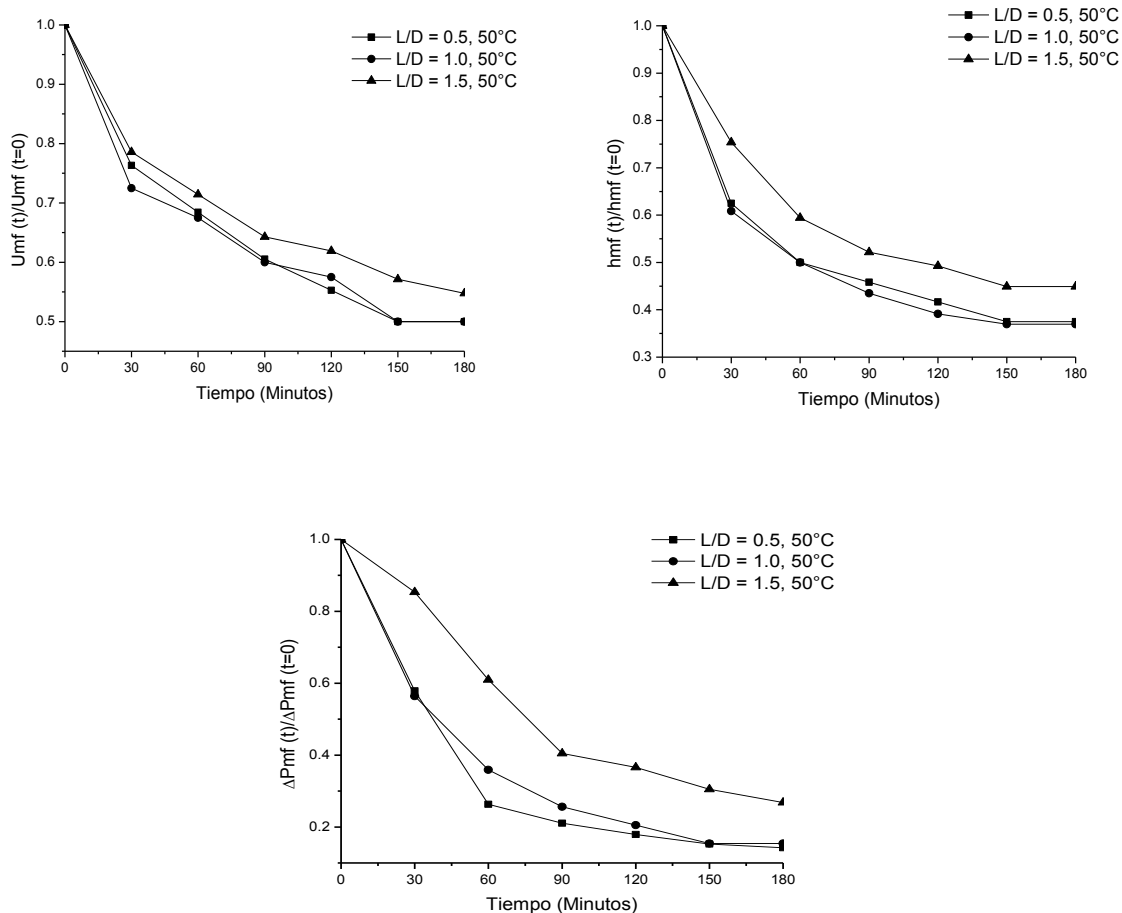 L/D = 0.5, 50°C
L/D = 1.0, 50°C
L/D = 1.5, 50°C
Umf (t)/Umf (t=0)
1.0
0.9
0.8
0.7
0.6
0.5
0 30 60 90 120 150 180
Tiempo (Minutos)
L/D = 0.5, 50°C
L/D = 1.0, 50°C
L/D = 1.5, 50°C
hmf (t)/hmf (t=0)
1.0
0.9
0.8
0.7
0.6
0.5
0.4
0.3
0 30 60 90 120 150 180
Tiempo (Minutos)
L/D = 0.5, 50°C
L/D = 1.0, 50°C
L/D = 1.5, 50°C
ΔPmf (t)/ΔPmf (t=0)
1.0
0.8
0.6
0.4
0.2
0 30 60 90 120 150 180
Tiempo (Minutos)